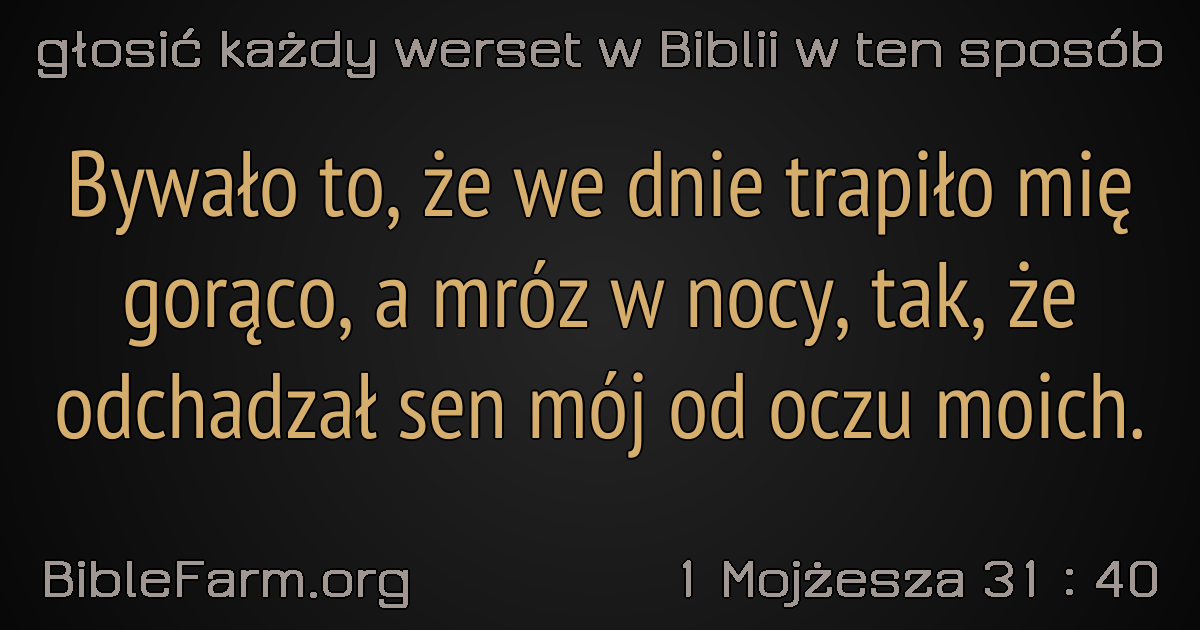 głosić każdy werset w Biblii w ten sposób
Bywało to, że we dnie trapiło mię
gorąco, a mróz w nocy, tak, że
odchadzał sen mój od oczu moich.
BibleFarm.org
1 Mojżesza 31 : 40